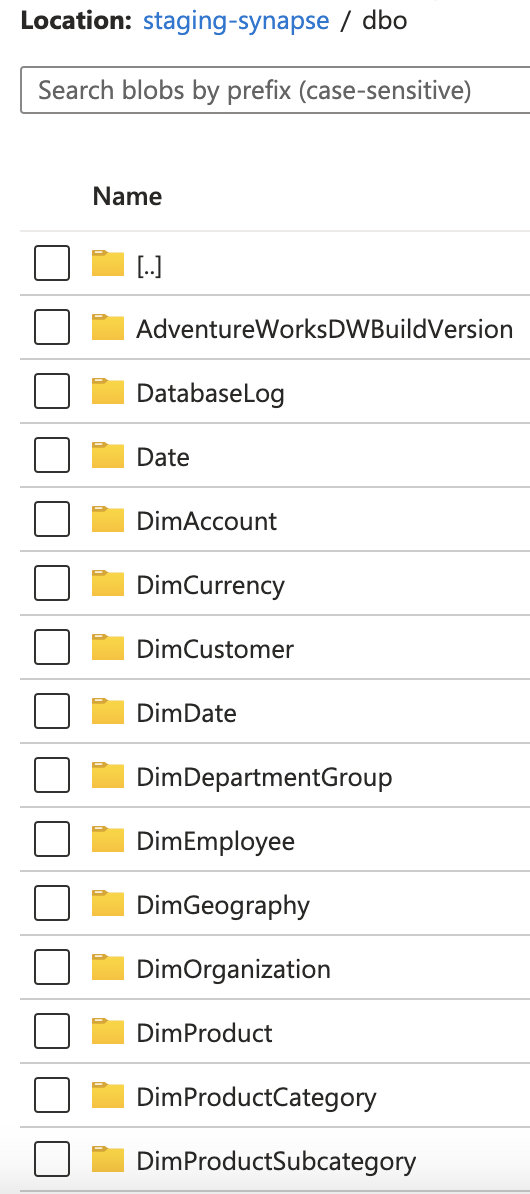 Location: staging-synapse / dbo
Search blobs by prefix (case-sensitive)
Name
[..]
AdventureWorksDWBuildVersion
DatabaseLog
Date
DimAccount
DimCurrency
DimCustomer
DimDate
DimDepartmentGroup
DimEmployee
DimGeography
DimOrganization
DimProduct
DimProductCategory
DimProductSubcategory